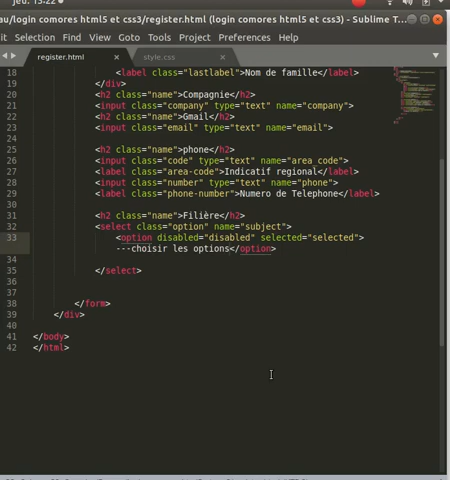 jeu. 13:22
au/login comores html5 et css3/register.html (login comores html5 et css3) - Sublime T...
it Selection Find View Goto Tools Project Preferences Help
register.html × style.css ×
18 <label class="lastlabel">Nom de famille</label>
19 </div>
20 <h2 class="name">Compagnie</h2>
21 <input class="company" type="text" name="company">
22 <h2 class="name">Gmail</h2>
23 <input class="email" type="text" name="email">
24
25 <h2 class="name">phone</h2>
26 <input class="code" type="text" name="area_code">
27 <label class="area-code">Indicatif regional</label>
28 <input class="number" type="text" name="phone">
29 <label class="phone-number">Numero de Telephone</label>
30
31 <h2 class="name">Filière</h2>
32 <select class="option" name="subject">
33 <option disabled="disabled" selected="selected">
---choisir les options</option>
34
35 </select>
36
37
38 </form>
39 </div>
40
41 </body>
42 </html>